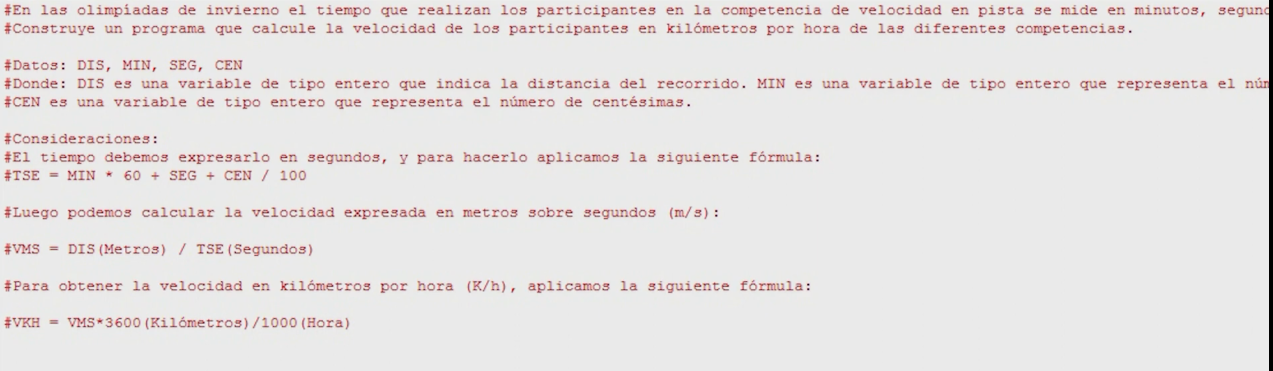 #En las olimpíadas de invierno el tiempo que realizan los participantes en la competencia de velocidad en pista se mide en minutos,
#Construye un programa que calcule la velocidad de los participantes en kilómetros por hora de las diferentes competencias.
#Datos: DIS, MIN, SEG, CEN
#Donde: DIS es una variable de tipo entero que indica la distancia del recorrido. MIN es una variable de tipo entero que representa el
#CEN es una variable de tipo entero que representa el número de centésimas.
#Consideraciones:
#El tiempo debemos expresarlo en segundos, y para hacerlo aplicamos la siguiente fórmula:
#TSE = MIN * 60 + SEG + CEN / 100
#Luego podemos calcular la velocidad expresada en metros sobre segundos (m/s):
#VMS = DIS(Metros) / TSE(Segundos)
#Para obtener la velocidad en kilómetros por hora (K/h), aplicamos la siguiente fórmula:
#VKH = VMS*3600(Kilómetros)/1000(Hora)